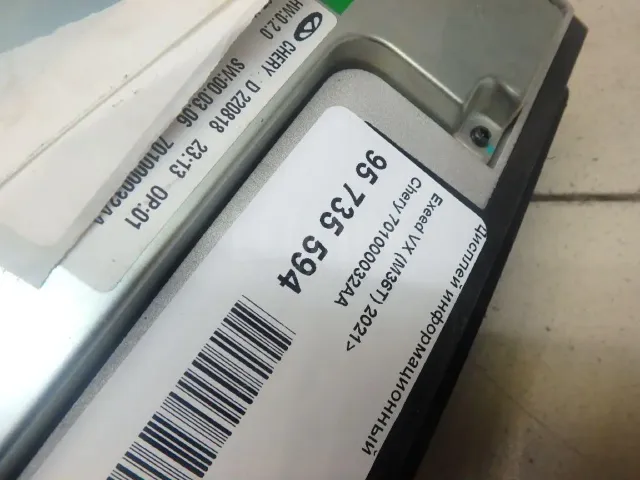 Дисплей информационный
Exeed VX (M36T) 2021>
Chery 701000032AA
95 735 594
CHERY D 220818 23:13 OP:01
HW:0.2.0 SW:00.03.06 701000032AA